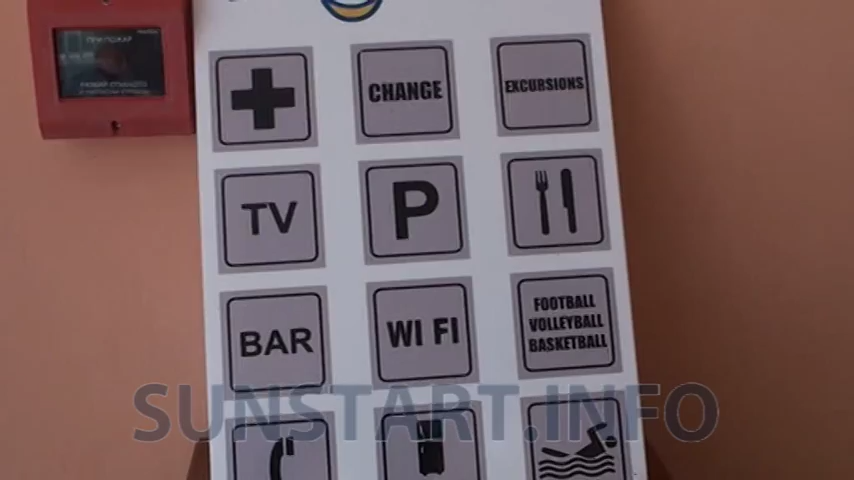 ПРИ ПОЖАР
CHANGE
EXCURSIONS
TV
P
BAR
WI FI
FOOTBALL
VOLLEYBALL
BASKETBALL
SUNSTART.INFO